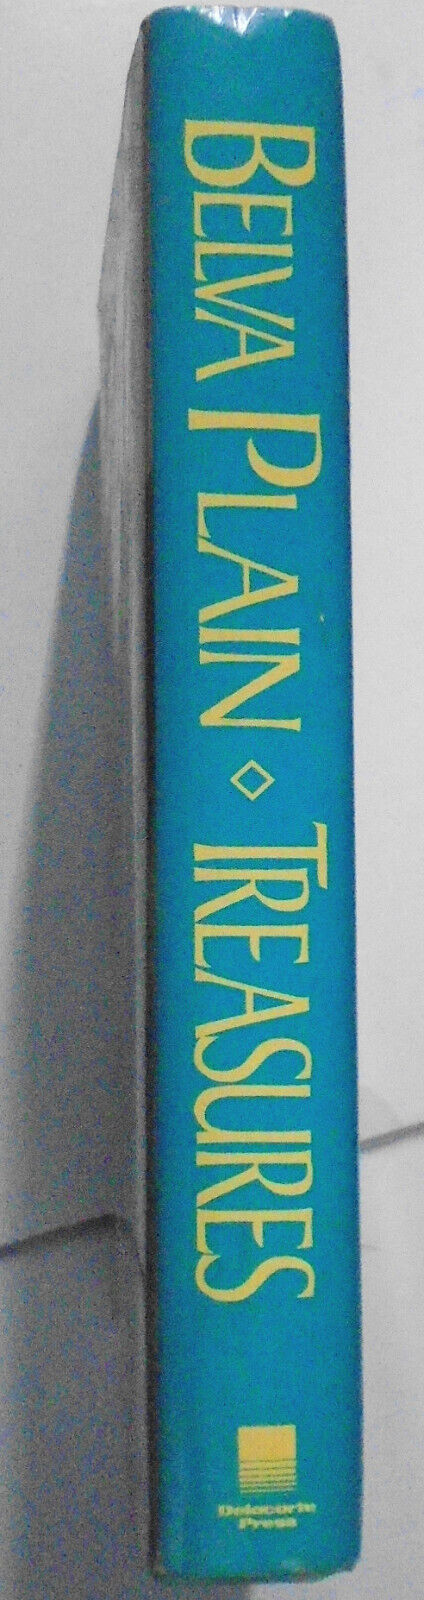 BELVA PLAIN ◇ TREASURES
Delacorte
Press